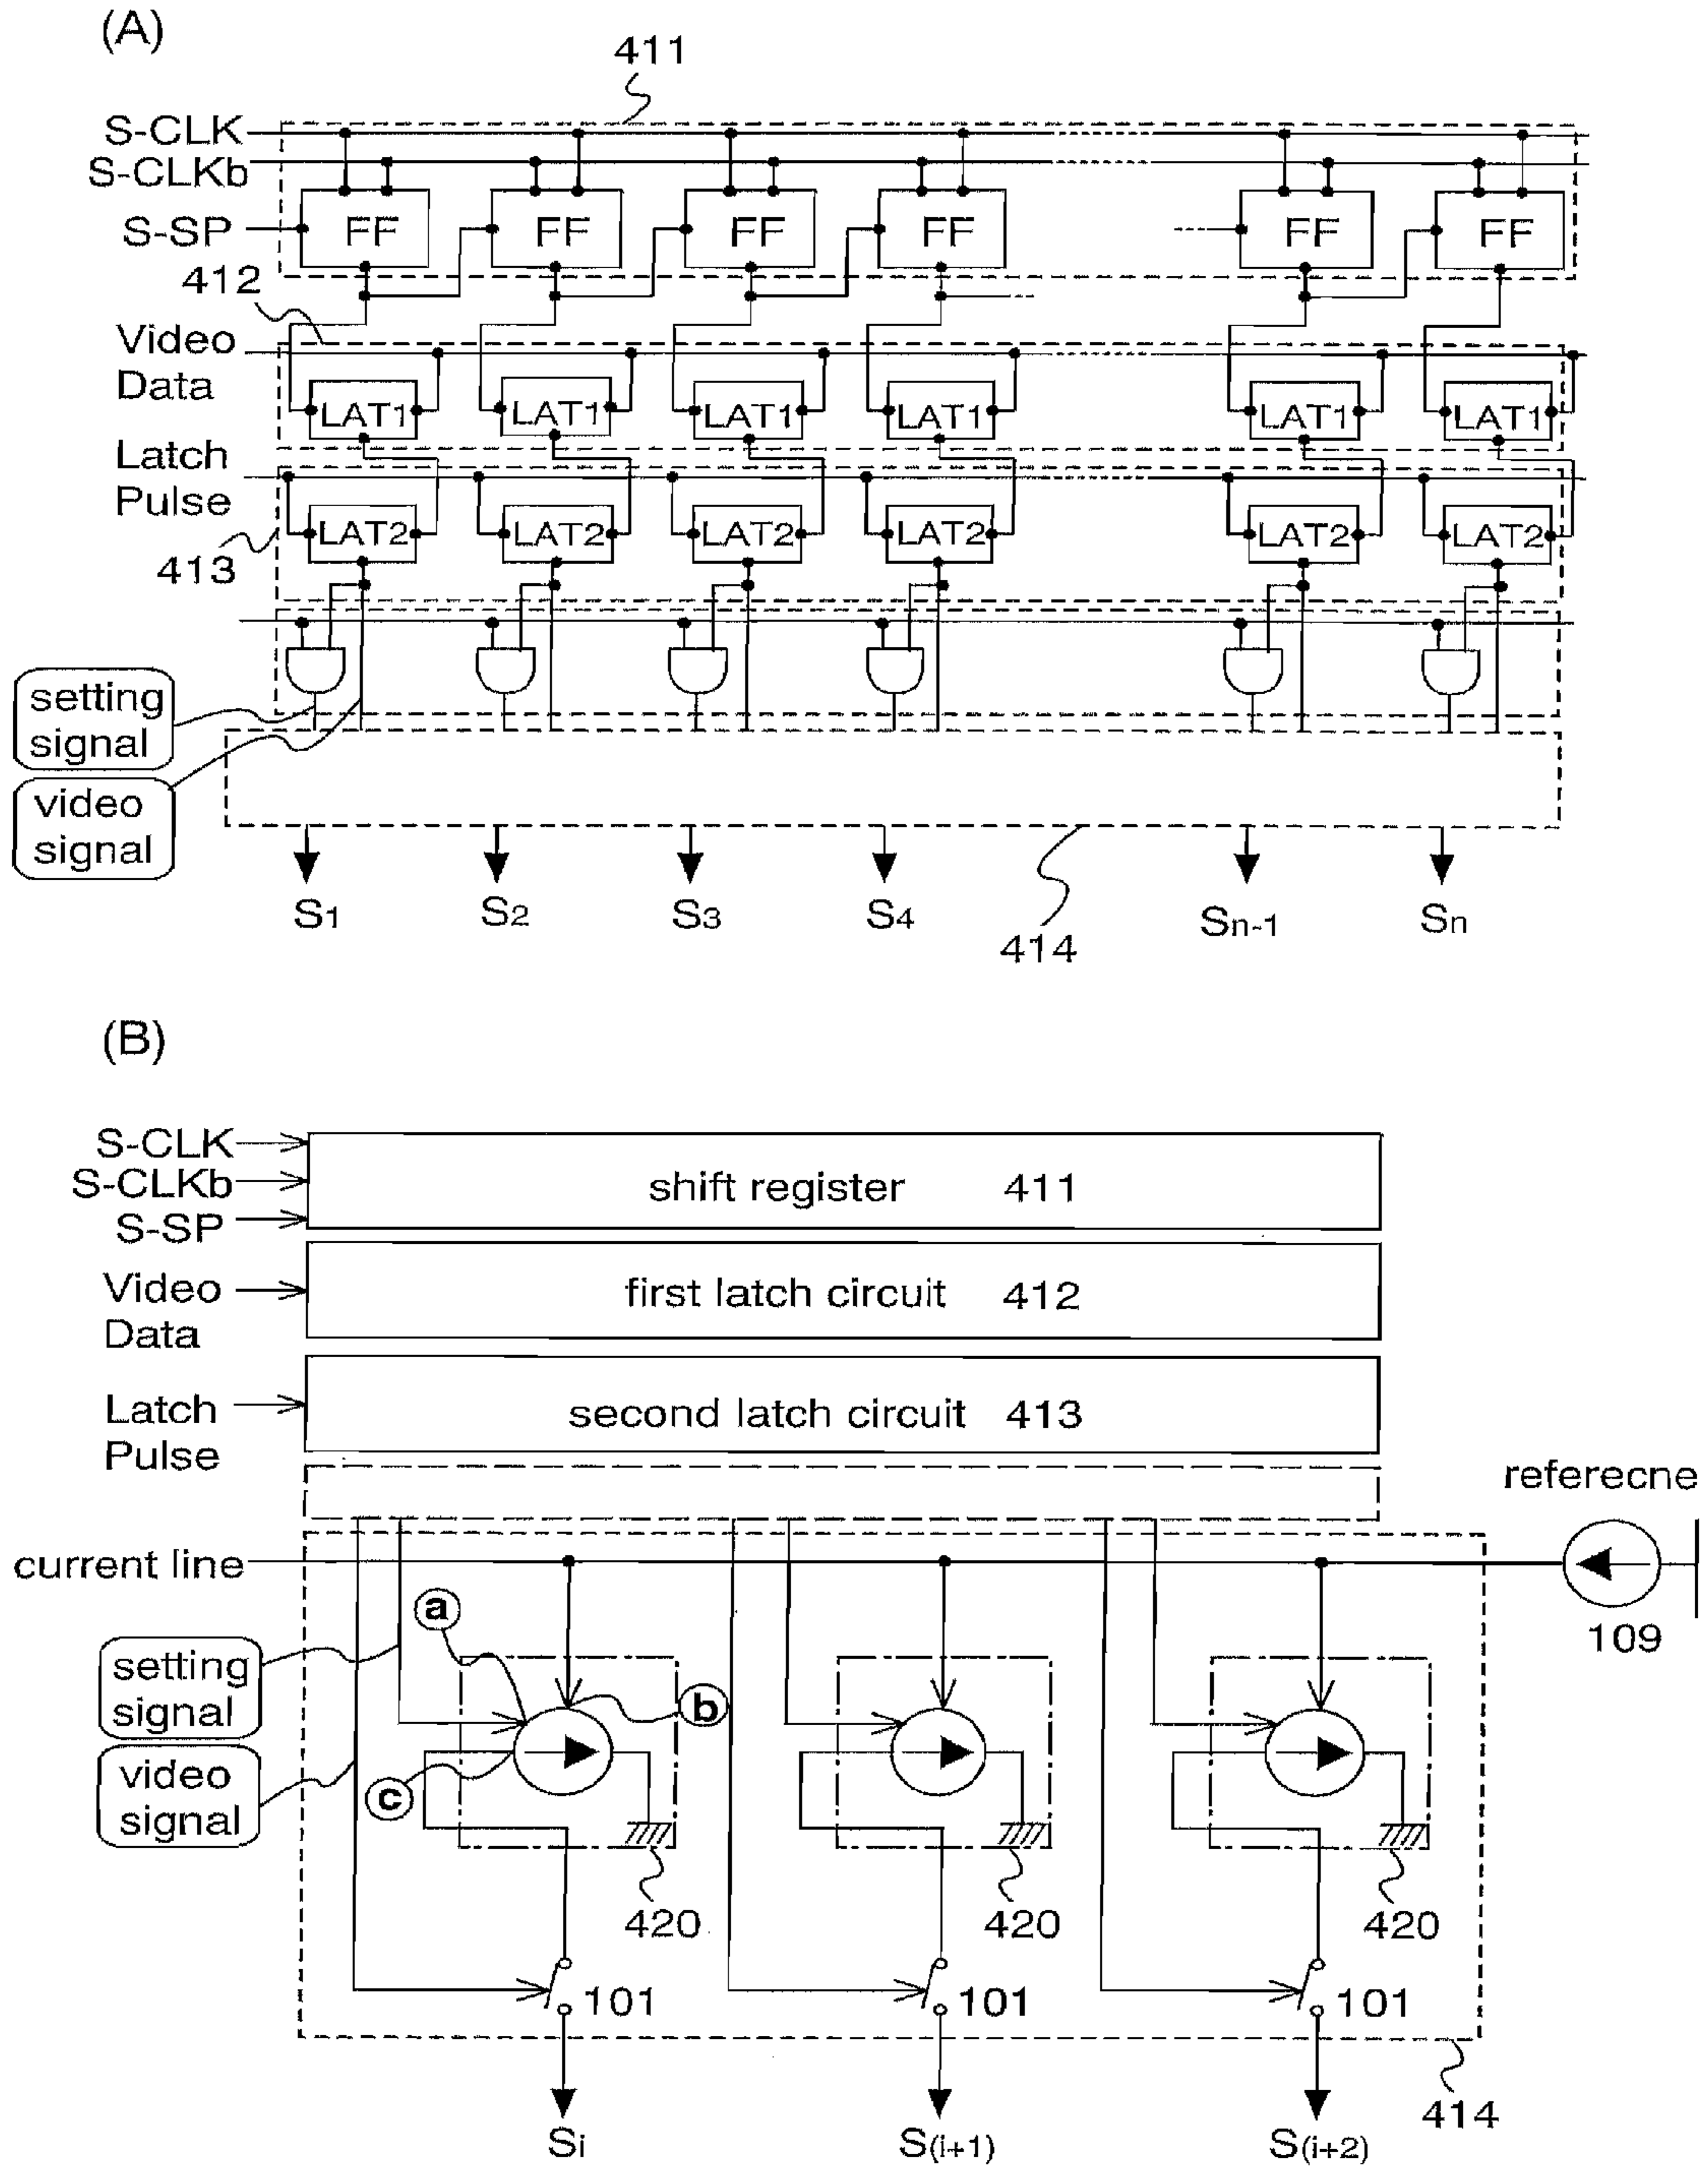 (A)
411
S-CLK
S-CLKb
S-SP
FF FF FF FF FF FF
412
Video
Data
LAT1 LAT1 LAT1 LAT1 LAT1 LAT1
Latch
Pulse
LAT2 LAT2 LAT2 LAT2 LAT2 LAT2
413
setting
signal
video
signal
S1 S2 S3 S4 Sn-1 Sn
414
(B)
S-CLK
S-CLKb
S-SP
shift register 411
Video
Data
first latch circuit 412
Latch
Pulse
second latch circuit 413
referecne
current line
109
a
setting
signal
b
video
signal
c
420 420 420
101 101 101
414
Si S(i+1) S(i+2)